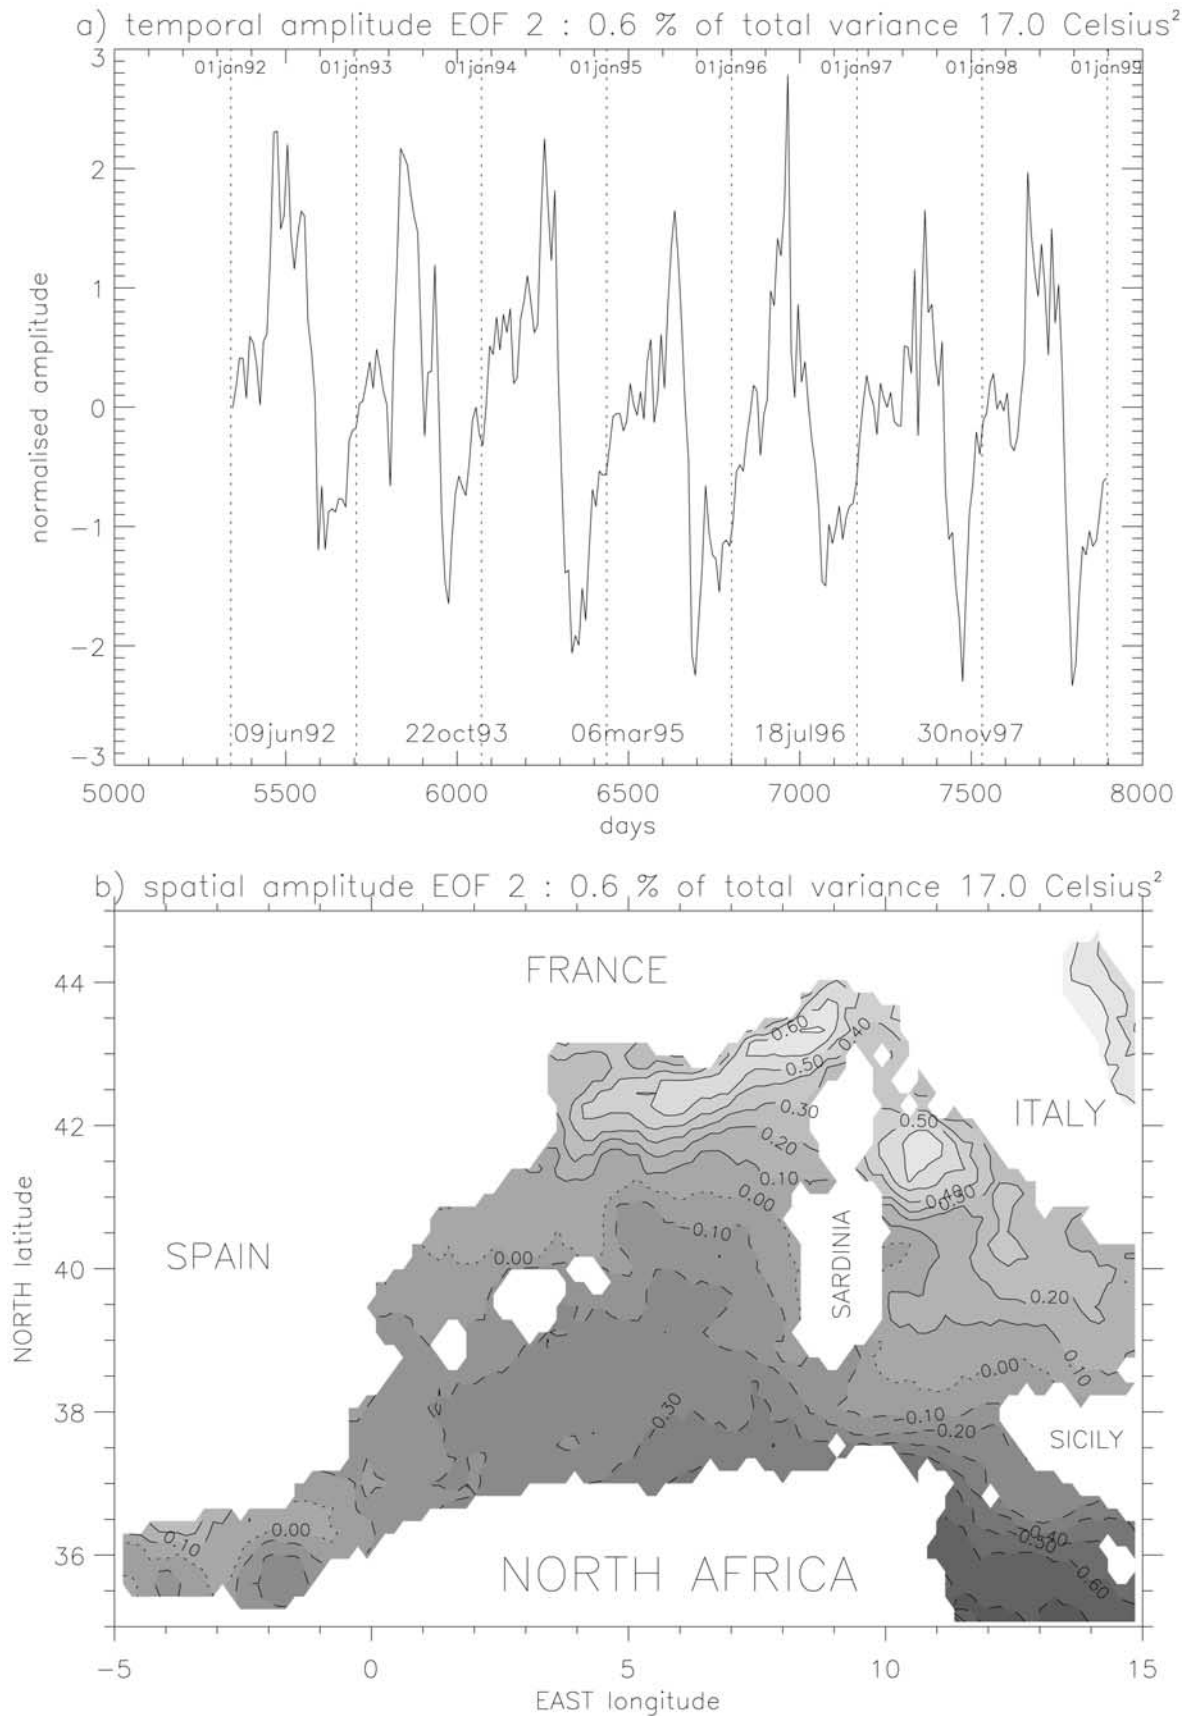 a) temporal amplitude EOF 2 : 0.6 % of total variance 17.0 Celsius²
3
01jan92 01jan93 01jan94 01jan95 01jan96 01jan97 01jan98 01jan99
2
1
0
−1
−2
−3
normalised amplitude
09jun92 22oct93 06mar95 18jul96 30nov97
5000 5500 6000 6500 7000 7500 8000
days
b) spatial amplitude EOF 2 : 0.6 % of total variance 17.0 Celsius²
FRANCE
44
0.60
0.40
0.50
0.30
0.50
ITALY
42
0.20
0.10
0.00
0.40
0.30
−0.10
SARDINIA
SPAIN
0.00
40
0.20
NORTH latitude
0.00
0.10
38
−0.30
−0.10
−0.20
SICILY
0.10
0.00
36
−0.40
−0.50
−0.60
NORTH AFRICA
−5 0 5 10 15
EAST longitude